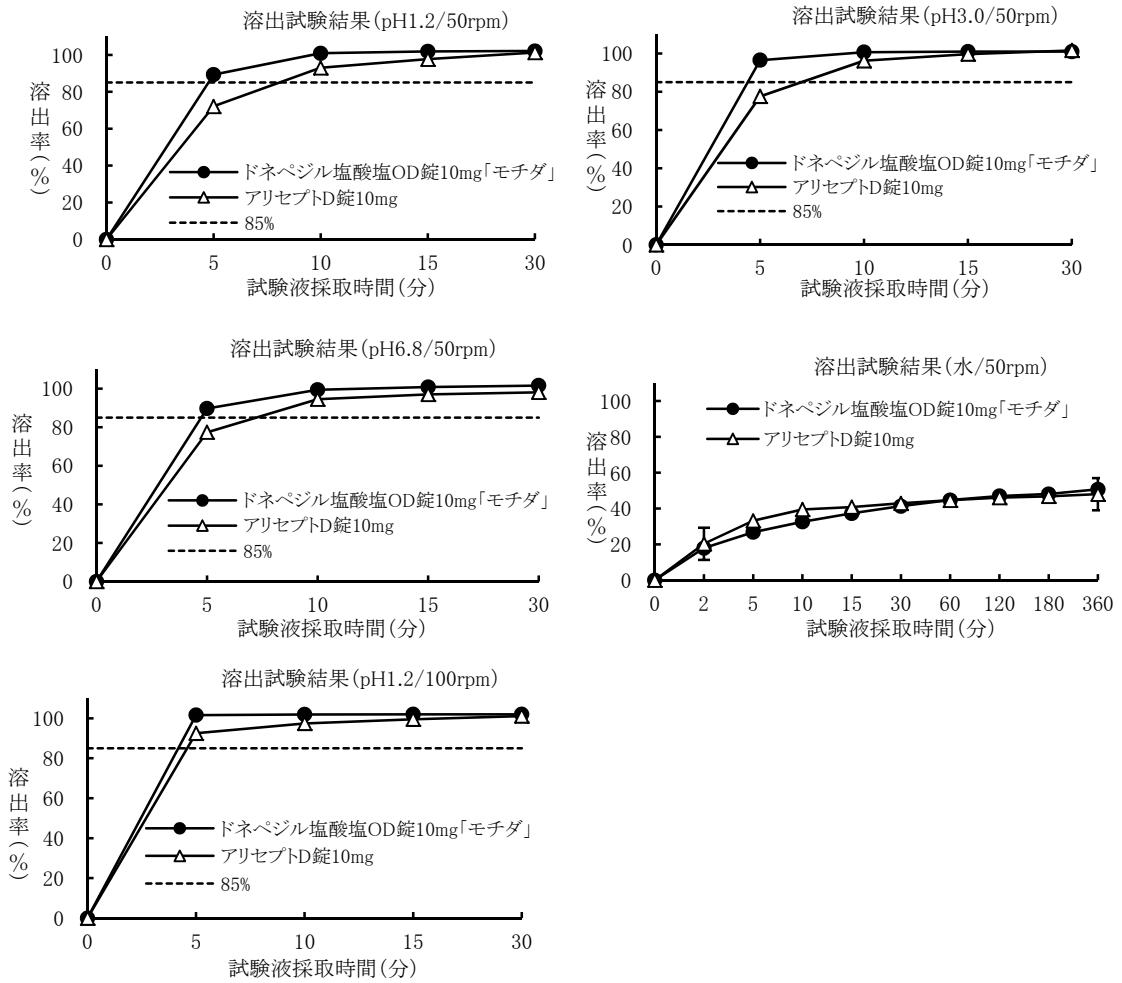 溶出試験結果(pH1.2/50rpm)
100
80
60
40
20
0
溶出率(%)
ドネペジル塩酸塩OD錠10mg「モチダ」
アリセプトD錠10mg
85%
0 5 10 15 30
試験液採取時間(分)
溶出試験結果(pH3.0/50rpm)
100
80
60
40
20
0
溶出率(%)
ドネペジル塩酸塩OD錠10mg「モチダ」
アリセプトD錠10mg
85%
0 5 10 15 30
試験液採取時間(分)
溶出試験結果(pH6.8/50rpm)
100
80
60
40
20
0
溶出率(%)
ドネペジル塩酸塩OD錠10mg「モチダ」
アリセプトD錠10mg
85%
0 5 10 15 30
試験液採取時間(分)
溶出試験結果(水/50rpm)
100
80
60
40
20
0
溶出率(%)
ドネペジル塩酸塩OD錠10mg「モチダ」
アリセプトD錠10mg
0 2 5 10 15 30 60 120 180 360
試験液採取時間(分)
溶出試験結果(pH1.2/100rpm)
100
80
60
40
20
0
溶出率(%)
ドネペジル塩酸塩OD錠10mg「モチダ」
アリセプトD錠10mg
85%
0 5 10 15 30
試験液採取時間(分)